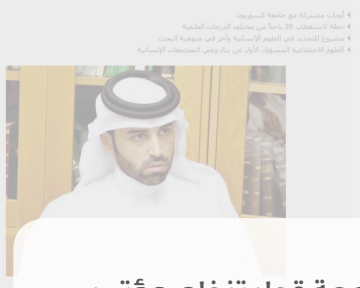 أبحاث مشتركة مع جامعة السوربون
خطة لاستقطاب 28 باحثاً من مختلف الدرجات العلمية
مشروع للتجديد في العلوم الإنسانية وآخر في منهجية البحث
العلوم الاجتماعية المسؤول الأول عن بناء وعي المجتمعات الإنسانية